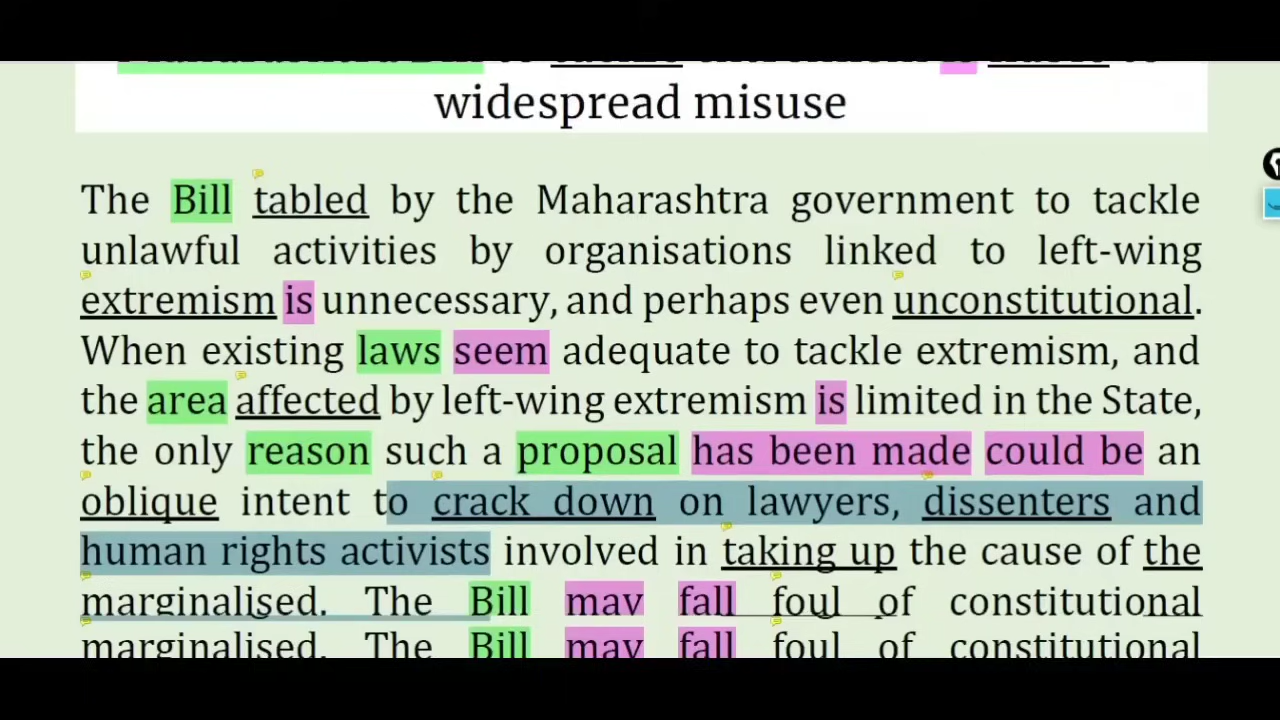 widespread misuse
The Bill tabled by the Maharashtra government to tackle
unlawful activities by organisations linked to left-wing
extremism is unnecessary, and perhaps even unconstitutional.
When existing laws seem adequate to tackle extremism, and
the area affected by left-wing extremism is limited in the State,
the only reason such a proposal has been made could be an
oblique intent to crack down on lawyers, dissenters and
human rights activists involved in taking up the cause of the
marginalised. The Bill may fall foul of constitutional
marginalised. The Bill may fall foul of constitutional